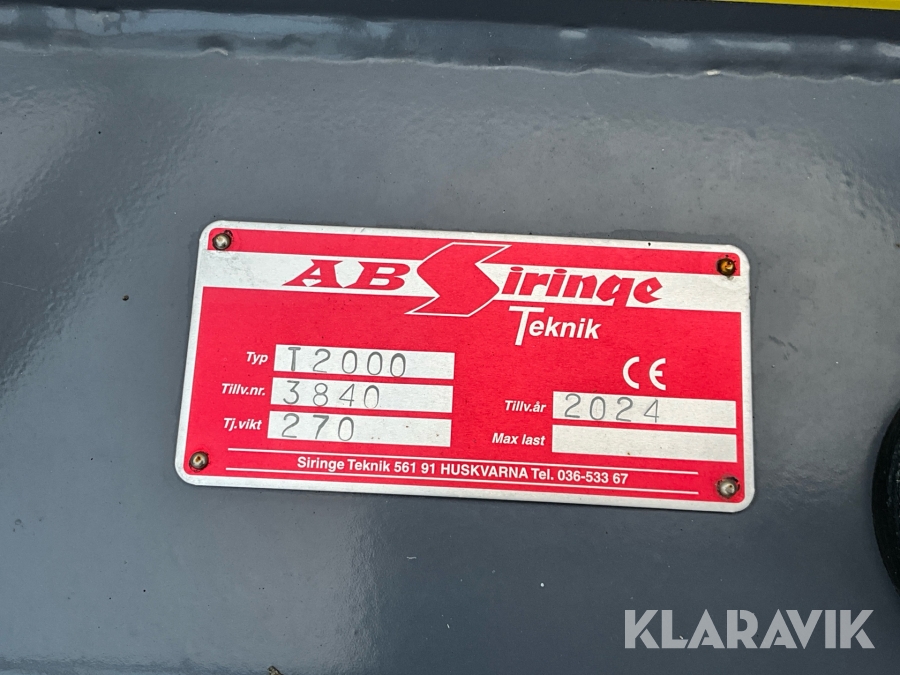 AB Siringe
Teknik
Typ T2000
Tillv.nr. 3840
Tj.vikt 270
CE
Tillv.år 2024
Max last
Siringe Teknik 561 91 HUSKVARNA Tel. 036-533 67
KLARAVIK